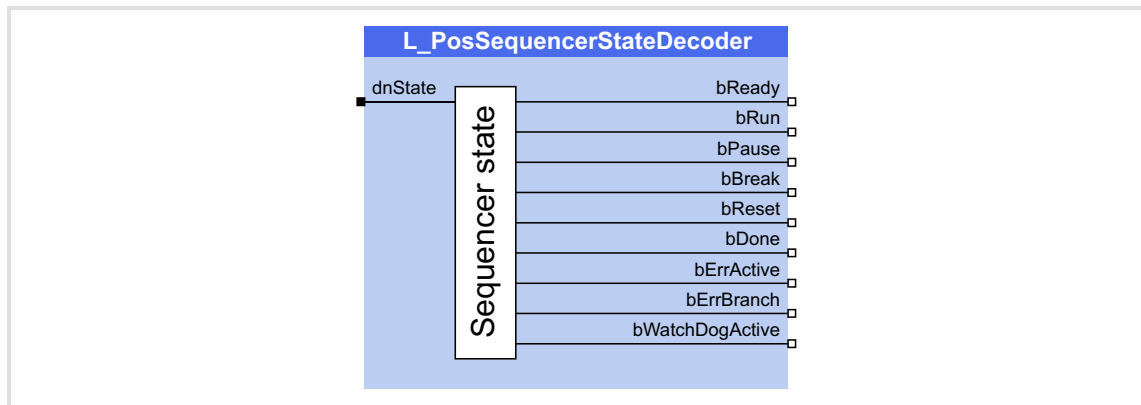 L_PosSequencerStateDecoder
dnState
Sequencer state
bReady
bRun
bPause
bBreak
bReset
bDone
bErrActive
bErrBranch
bWatchDogActive